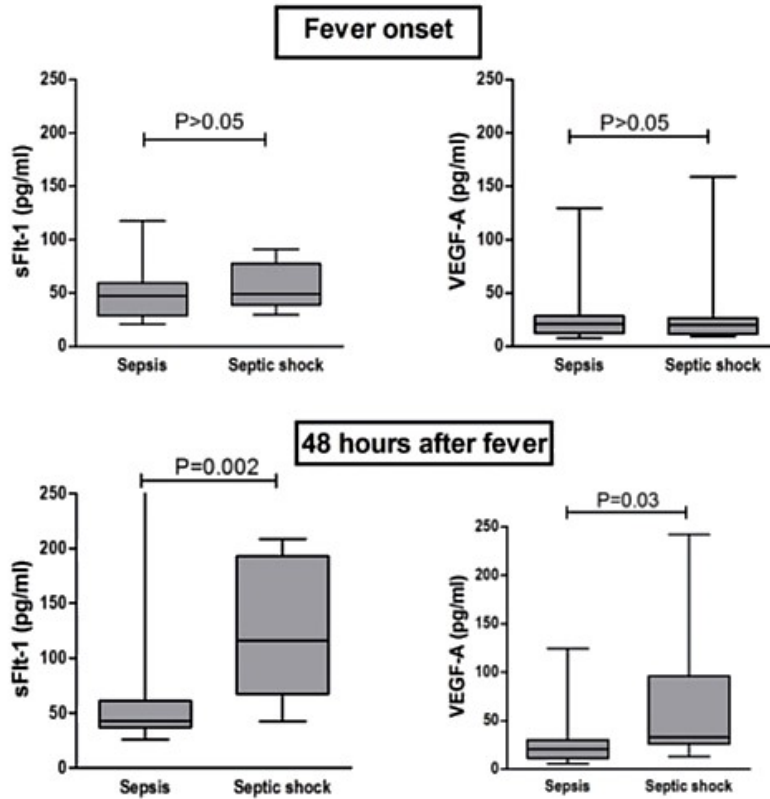 Fever onset
sFlt-1 (pg/ml)
250
200
150
100
50
0
P>0.05
Sepsis Septic shock
VEGF-A (pg/ml)
250
200
150
100
50
0
P>0.05
Sepsis Septic shock
48 hours after fever
sFlt-1 (pg/ml)
250
200
150
100
50
0
P=0.002
Sepsis Septic shock
VEGF-A (pg/ml)
250
200
150
100
50
0
P=0.03
Sepsis Septic shock